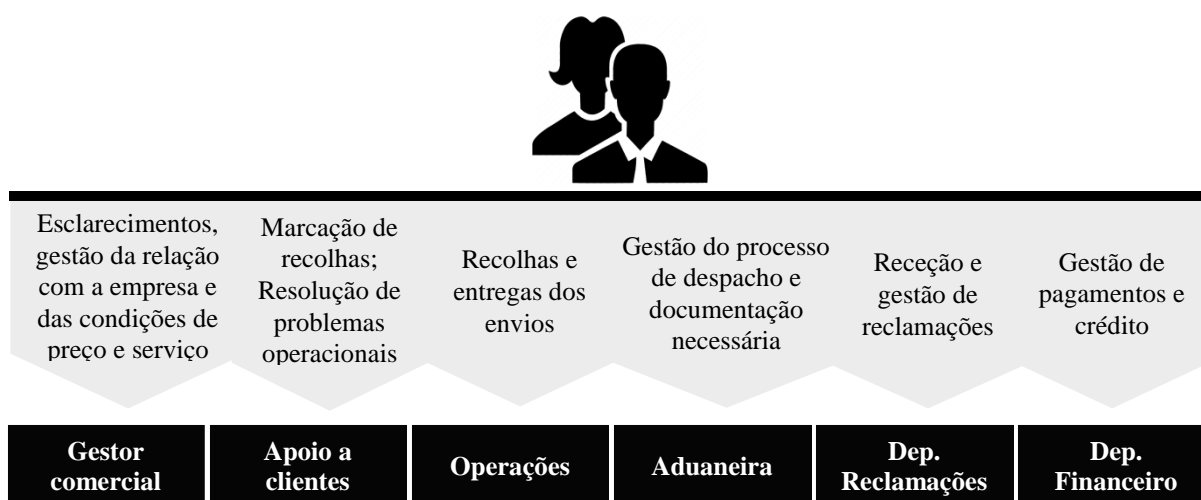 Esclarecimentos,
gestão da relação
com a empresa e
das condições de
preço e serviço
Marcação de
recolhas;
Resolução de
problemas
operacionais
Recolhas e
entregas dos
envios
Gestão do processo
de despacho e
documentação
necessária
Receção e
gestão de
reclamações
Gestão de
pagamentos e
crédito
Gestor
comercial
Apoio a
clientes
Operações
Aduaneira
Dep.
Reclamações
Dep.
Financeiro